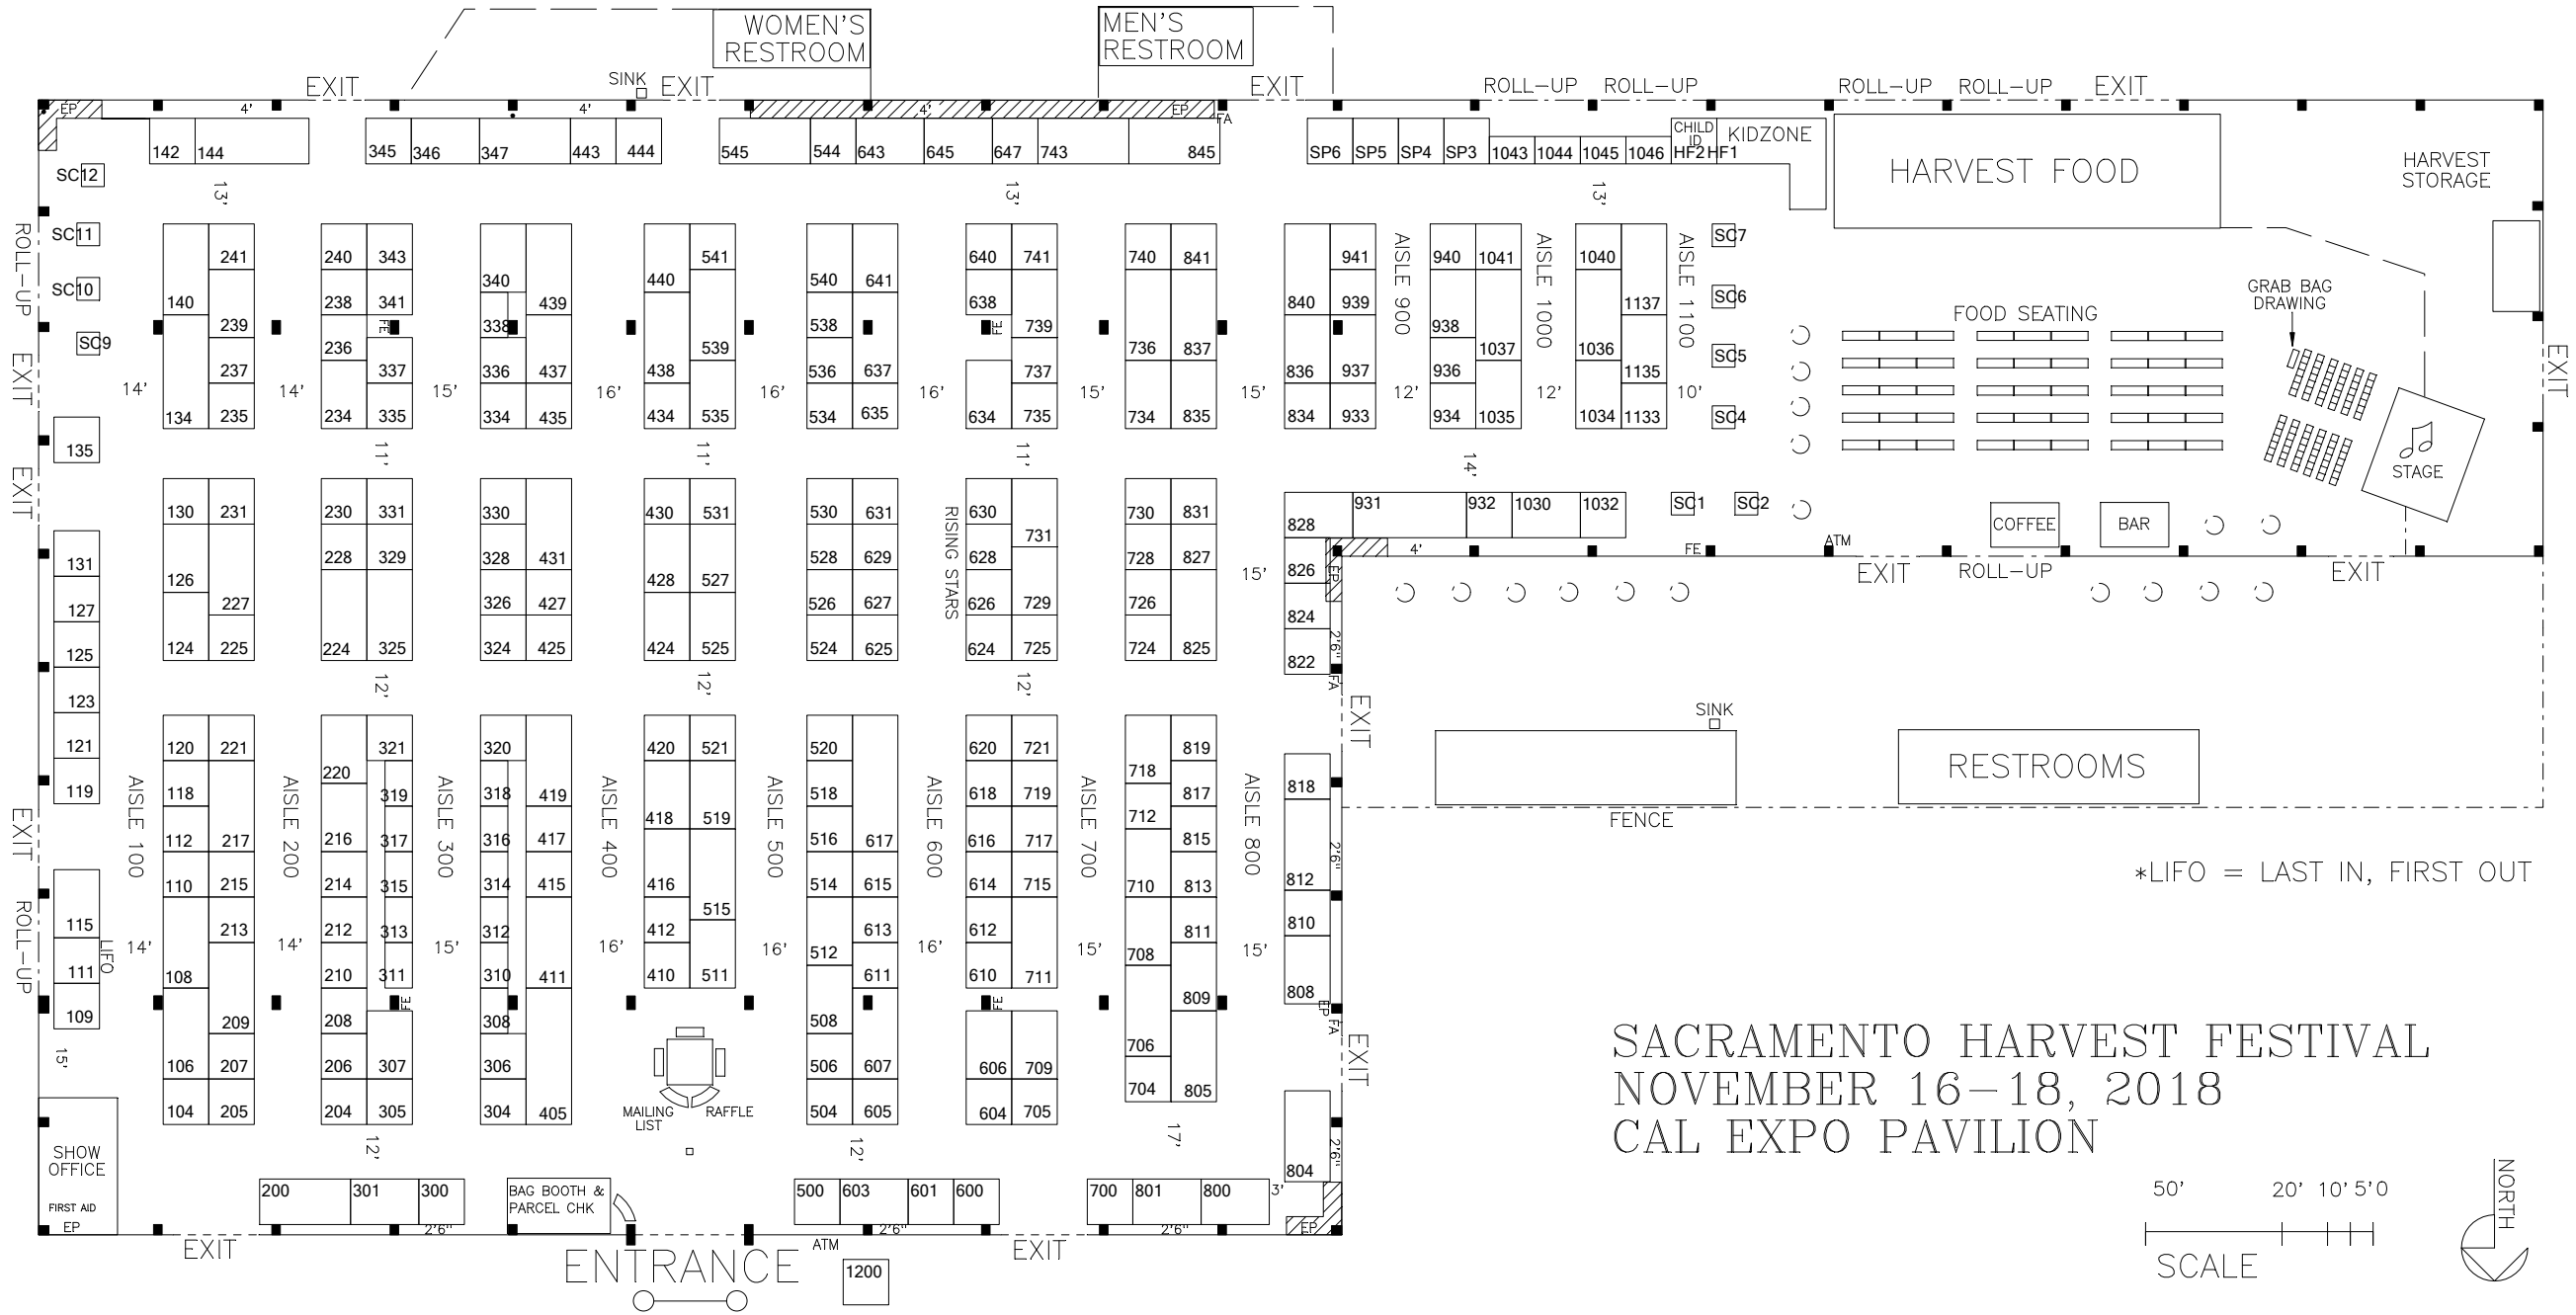 WOMEN'S
RESTROOM
MEN'S
RESTROOM
EXIT
SINK
EXIT
EXIT
ROLL-UP
ROLL-UP
ROLL-UP
ROLL-UP
EXIT
EP
4'
4'
4'
EP
FA
142 144
345 346 347 443 444
545 544 643 645 647 743 845
SP6 SP5 SP4 SP3 1043 1044 1045 1046
CHILD
ID
HF2 HF1
KIDZONE
HARVEST FOOD
HARVEST
STORAGE
SC12
SC11
SC10
SC9
13'
13'
13'
ROLL-UP
EXIT
EXIT
EXIT
ROLL-UP
241 240 343 541 640 741 740 841 941 940 1041 1040
SC7
140 238 341 340 439 440 540 641 638 840 939 1137
SC6
239 FE 338 538 FE 739 938
236 539 736 837 1037 1036
SC5
237 337 336 437 438 536 637 737 836 937 936 1135
134 235 234 335 334 435 434 535 534 635 634 735 734 835 834 933 934 1035 1034 1133
SC4
AISLE 900
AISLE 1000
AISLE 1100
14' 14' 15' 16' 16' 16' 15' 15' 12' 12' 10'
FOOD SEATING
GRAB BAG
DRAWING
STAGE
EXIT
135
11'
11'
11'
14'
130 231 230 331 330 430 531 530 631 630 731 730 831
828 931 932 1030 1032
SC1 SC2
COFFEE
BAR
RISING STARS
131
126 228 329 328 431 428 527 528 629 628 728 827 826
15'
EP
4'
FE
ATM
EXIT
ROLL-UP
EXIT
127
227 326 427 526 627 626 729 726 824
125
124 225 224 325 324 425 424 525 524 625 624 725 724 825 822
2'6"
FA
EXIT
123
12'
12'
12'
121
120 221 220 321 320 420 521 520 620 721 718 819
119
118 319 318 419 518 618 719 817 818
112 217 216 317 316 417 418 519 516 617 616 717 712 815
110 215 214 315 314 415 416 515 514 615 614 715 710 813 812
2'6"
AISLE 100
AISLE 200
AISLE 300
AISLE 400
AISLE 500
AISLE 600
AISLE 700
AISLE 800
SINK
RESTROOMS
FENCE
*LIFO = LAST IN, FIRST OUT
115
LIFO
213 212 313 312 412 613 612 811 810
14' 14' 15' 16' 16' 16' 15' 15'
111
108 210 311 310 411 410 511 512 611 610 711 708
109
209 208 FE 308 508 FE 809 808
EP
FA
EXIT
15'
106 207 206 307 306 506 607 606 709 706
104 205 204 305 304 405 504 605 604 705 704 805
MAILING
LIST
RAFFLE
12'
12'
17'
SHOW
OFFICE
FIRST AID
EP
804
2'6"
200 301 300
2'6"
BAG BOOTH &
PARCEL CHK
500 603 601 600
2'6"
700 801 800
3'
2'6"
EP
EXIT
ENTRANCE
ATM
1200
EXIT
SACRAMENTO HARVEST FESTIVAL
NOVEMBER 16-18, 2018
CAL EXPO PAVILION
50' 20' 10' 5' 0
SCALE
NORTH